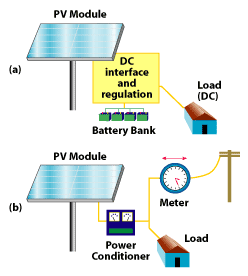 PV Module
(a)
DC
interface
and
regulation
Load
(DC)
Battery Bank
PV Module
(b)
Meter
Power
Conditioner
Load